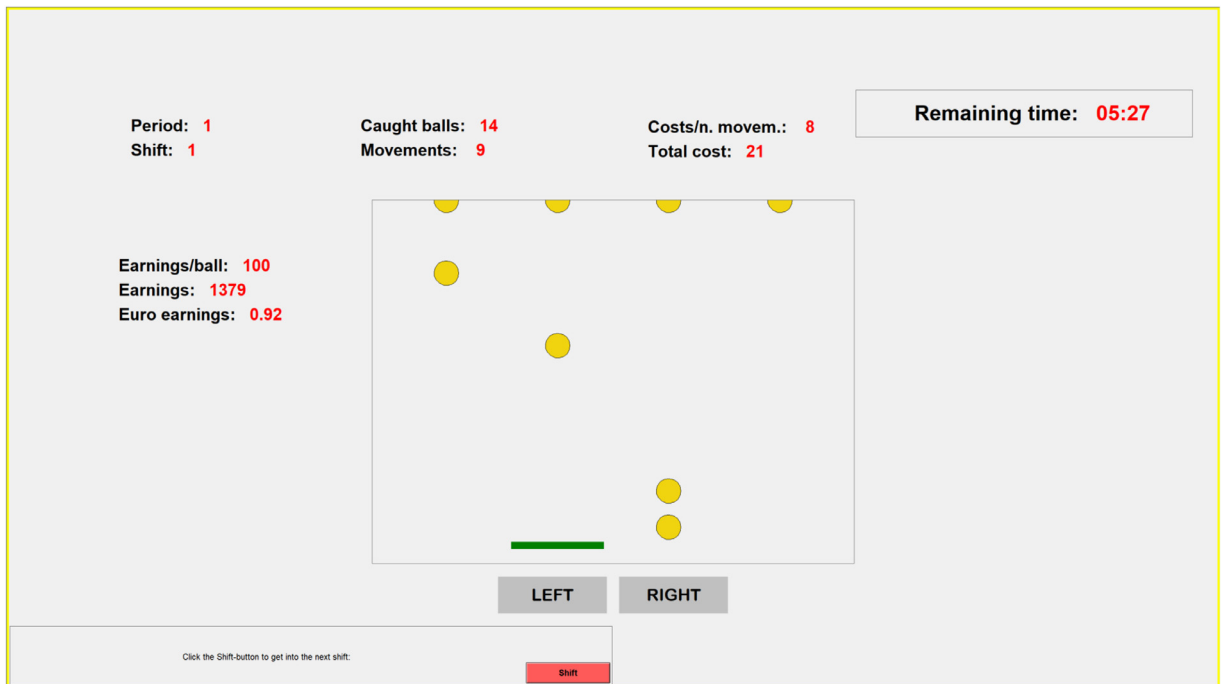 Remaining time: 05:27
Period: 1
Caught balls: 14
Costs/n. movem.: 8
Shift: 1
Movements: 9
Total cost: 21
Earnings/ball: 100
Earnings: 1379
Euro earnings: 0.92
LEFT
RIGHT
Click the Shift-button to get into the next shift:
Shift